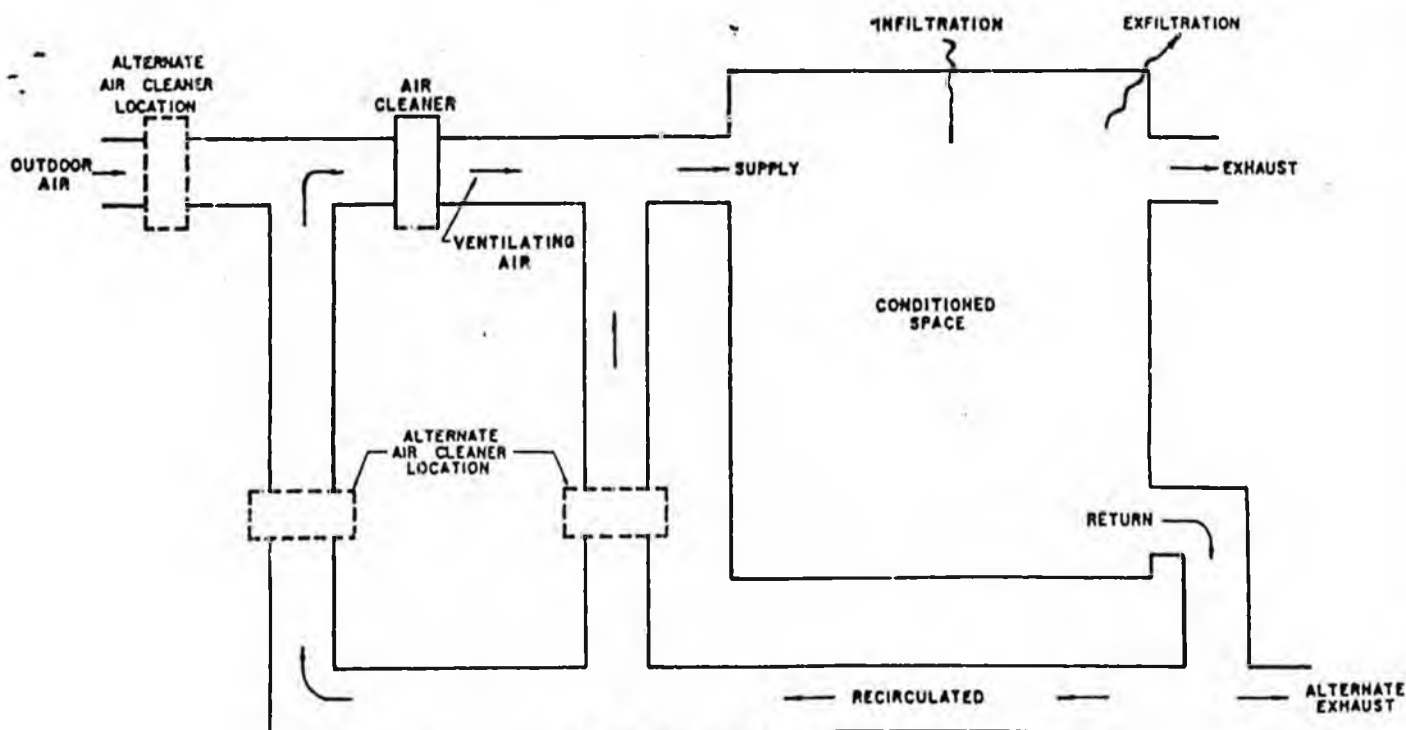 INFILTRATION
EXFILTRATION
ALTERNATE
AIR CLEANER
LOCATION
AIR
CLEANER
OUTDOOR
AIR
SUPPLY
EXHAUST
VENTILATING
AIR
CONDITIONED
SPACE
ALTERNATE
AIR CLEANER
LOCATION
RETURN
RECIRCULATED
ALTERNATE
EXHAUST